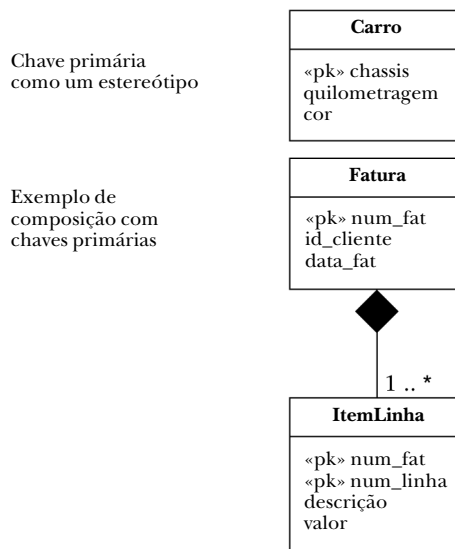 Carro
Chave primária
como um estereótipo
«pk» chassis
quilometragem
cor
Fatura
Exemplo de
composição com
chaves primárias
«pk» num_fat
id_cliente
data_fat
1 .. *
ItemLinha
«pk» num_fat
«pk» num_linha
descrição
valor